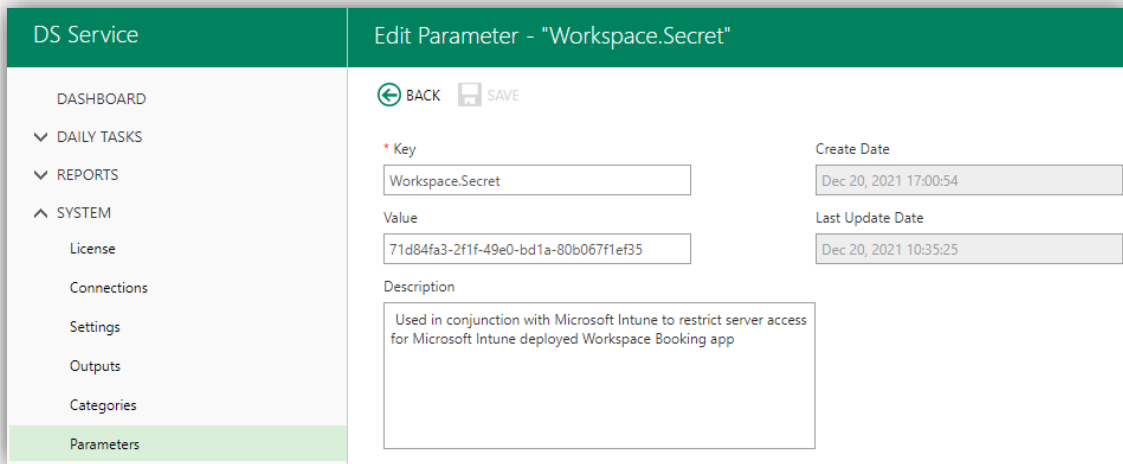 DS Service
Edit Parameter - "Workspace.Secret"
DASHBOARD
DAILY TASKS
REPORTS
SYSTEM
License
Connections
Settings
Outputs
Categories
Parameters
BACK
SAVE
* Key
Workspace.Secret
Create Date
Dec 20, 2021 17:00:54
Value
71d84fa3-2f1f-49e0-bd1a-80b067f1ef35
Last Update Date
Dec 20, 2021 10:35:25
Description
Used in conjunction with Microsoft Intune to restrict server access
for Microsoft Intune deployed Workspace Booking app